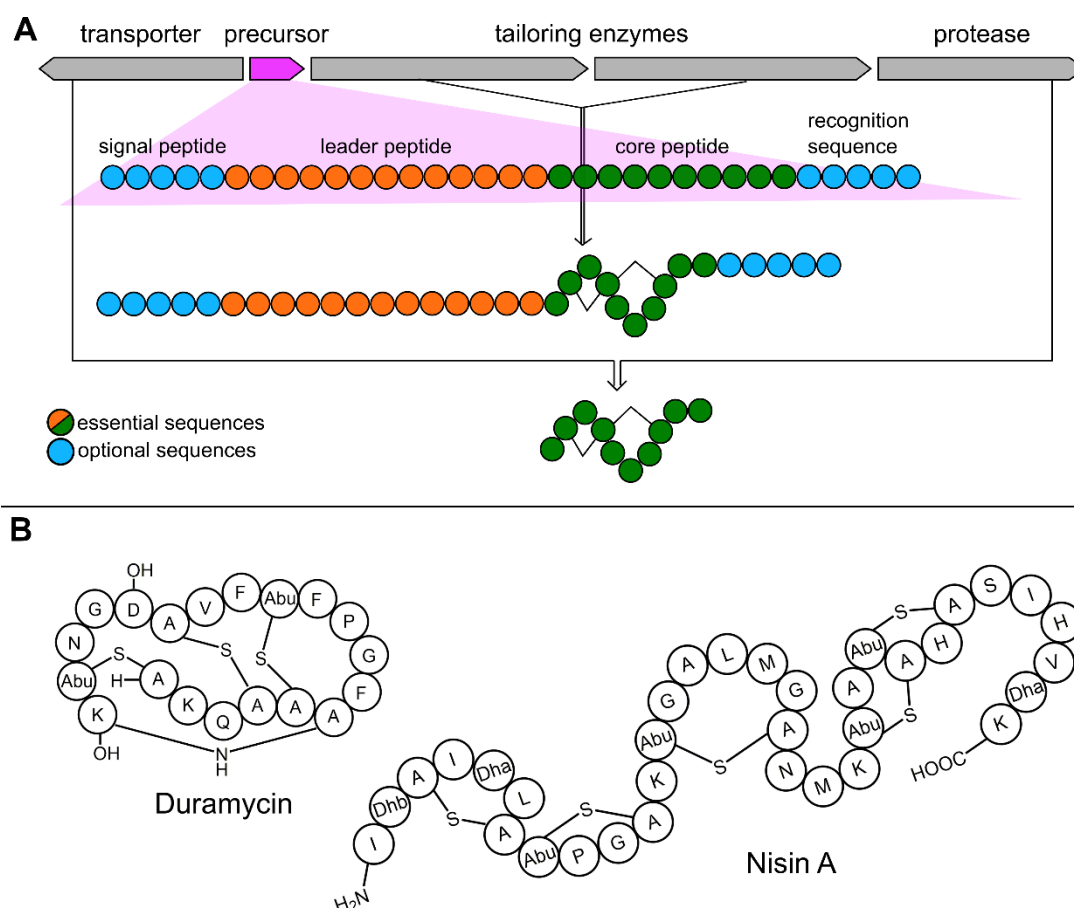 A
transporter precursor tailoring enzymes protease
signal peptide leader peptide core peptide recognition
sequence
essential sequences
optional sequences
B
H A K Q A A A F G P F Abu F V A D G N Abu K
OH
S
S
S
N
H
OH
Duramycin
H₂N
I Dhb A I Dha L A Abu P G A K Abu G A L M G A N M K Abu A Abu A H A S I H V Dha K
S
S
S
S
S
HOOC
Nisin A